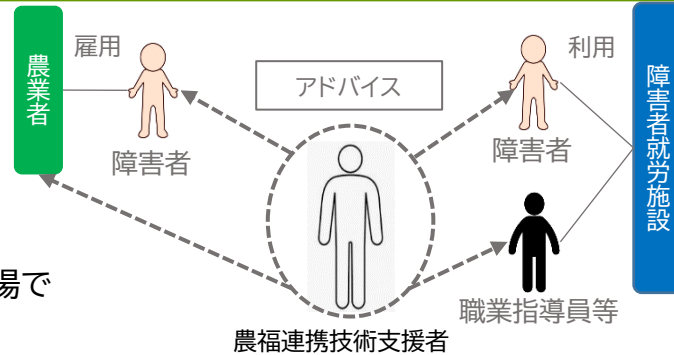 農業者
雇用
障害者
アドバイス
利用
障害者
障害者就労施設
場で
職業指導員等
農福連携技術支援者